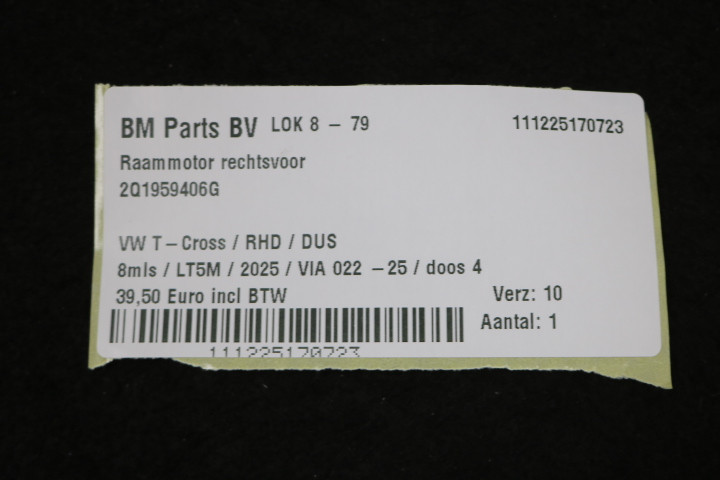 BM Parts BV LOK 8 - 79 111225170723
Raammotor rechtsvoor
2Q1959406G
VW T-Cross / RHD / DUS
8mls / LT5M / 2025 / VIA 022 -25 / doos 4
39,50 Euro incl BTW Verz: 10
Aantal: 1
111225170723